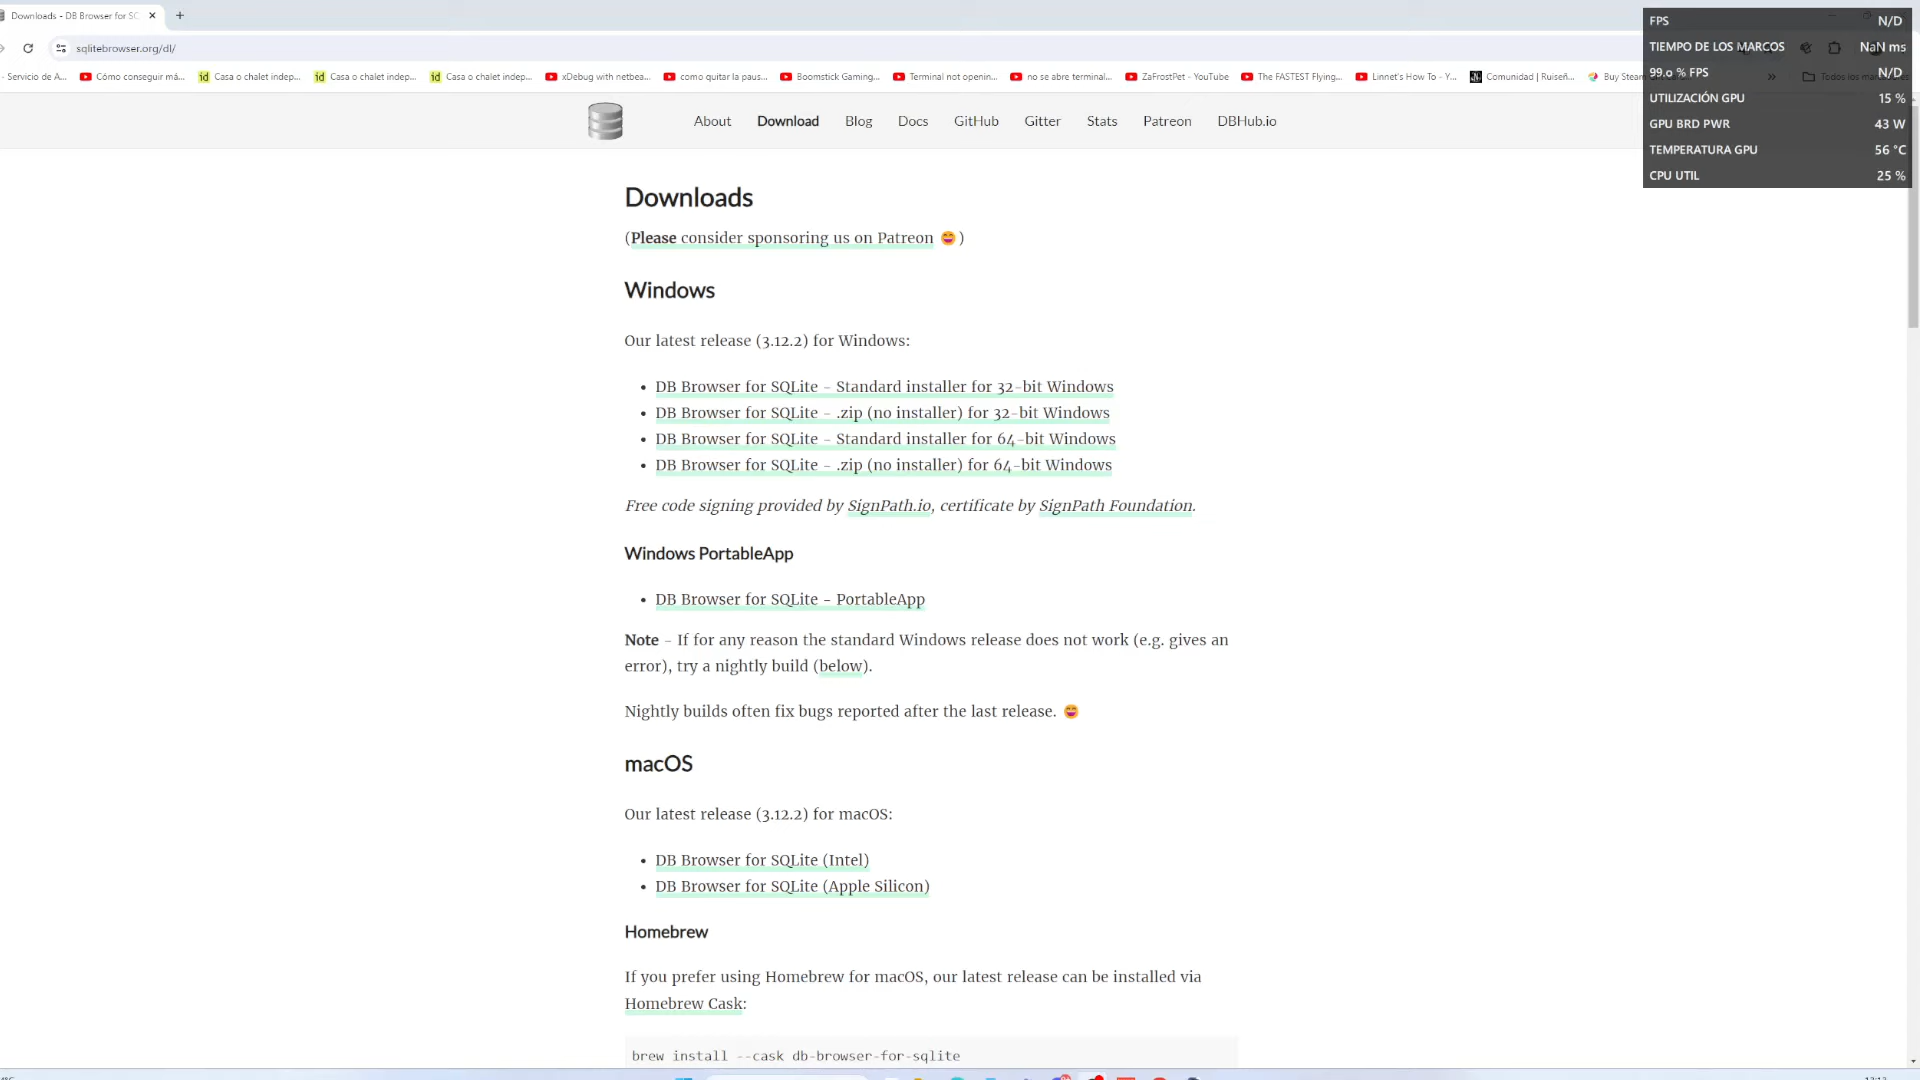 Downloads - DB Browser for SQ
sqlitebrowser.org/dl/
- Servicio de A...
Cómo conseguir má...
Casa o chalet indep...
Casa o chalet indep...
Casa o chalet indep...
xDebug with netbea...
como quitar la paus...
Boomstick Gaming...
Terminal not openin...
no se abre terminal...
ZaFrostPet - YouTube
The FASTEST Flying...
Linnet's How To - Y...
Comunidad | Ruiseñ...
Buy Steam
»
FPS N/D
TIEMPO DE LOS MARCOS NaN ms
99.0 % FPS N/D
UTILIZACIÓN GPU 15 %
GPU BRD PWR 43 W
TEMPERATURA GPU 56 °C
CPU UTIL 25 %
About
Download
Blog
Docs
GitHub
Gitter
Stats
Patreon
DBHub.io
Downloads
(Please consider sponsoring us on Patreon 😄 )
Windows
Our latest release (3.12.2) for Windows:
• DB Browser for SQLite - Standard installer for 32-bit Windows
• DB Browser for SQLite - .zip (no installer) for 32-bit Windows
• DB Browser for SQLite - Standard installer for 64-bit Windows
• DB Browser for SQLite - .zip (no installer) for 64-bit Windows
Free code signing provided by SignPath.io, certificate by SignPath Foundation.
Windows PortableApp
• DB Browser for SQLite - PortableApp
Note - If for any reason the standard Windows release does not work (e.g. gives an
error), try a nightly build (below).
Nightly builds often fix bugs reported after the last release. 😄
macOS
Our latest release (3.12.2) for macOS:
• DB Browser for SQLite (Intel)
• DB Browser for SQLite (Apple Silicon)
Homebrew
If you prefer using Homebrew for macOS, our latest release can be installed via
Homebrew Cask:
brew install --cask db-browser-for-sqlite